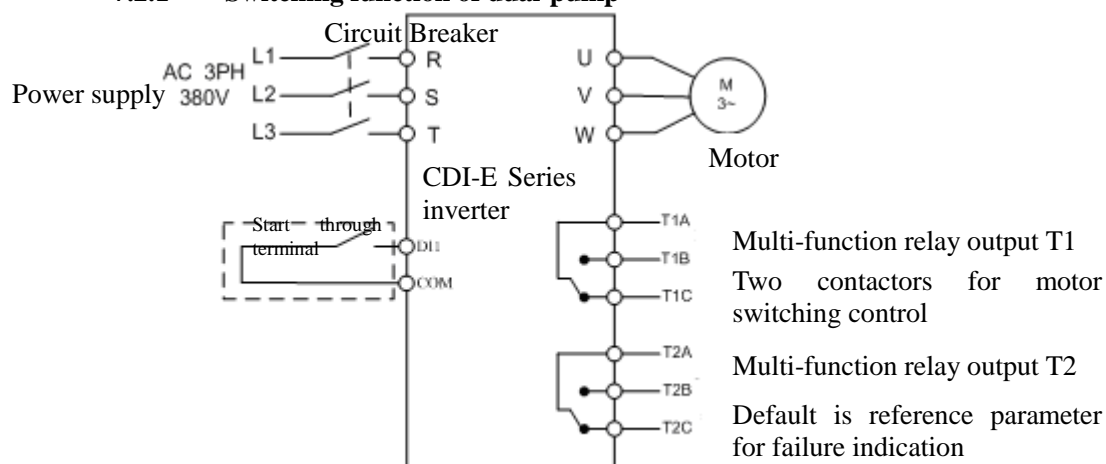 Switching function of dual pump
Circuit Breaker
L1
R
U
AC 3PH
380V
Power supply
L2
S
V
M
3~
L3
T
W
Motor
CDI-E Series
inverter
Start through
terminal
DI1
COM
T1A
T1B
T1C
Multi-function relay output T1
Two contactors for motor
switching control
T2A
T2B
T2C
Multi-function relay output T2
Default is reference parameter
for failure indication